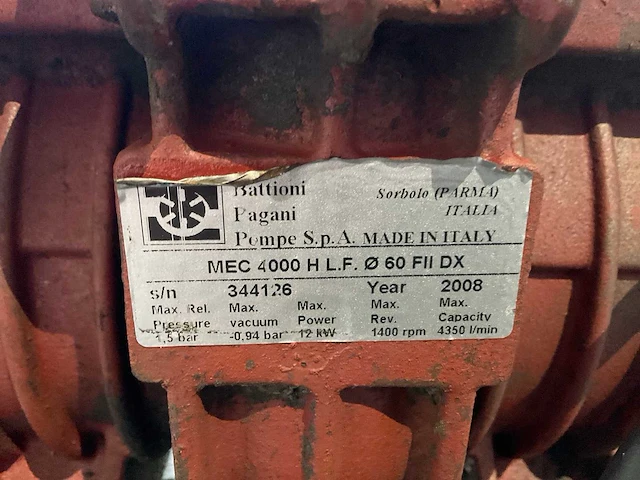 Battioni
Sorbolo (PARMA)
Pagani
ITALIA
Pompe S.p.A. MADE IN ITALY
MEC 4000 H L.F. Ø 60 FII DX
s/n 344126 Year 2008
Max. Rel. Max. Max. Max. Max.
Pressure vacuum Power Rev. Capacity
1,5 bar -0,94 bar 12 kW 1400 rpm 4350 l/min